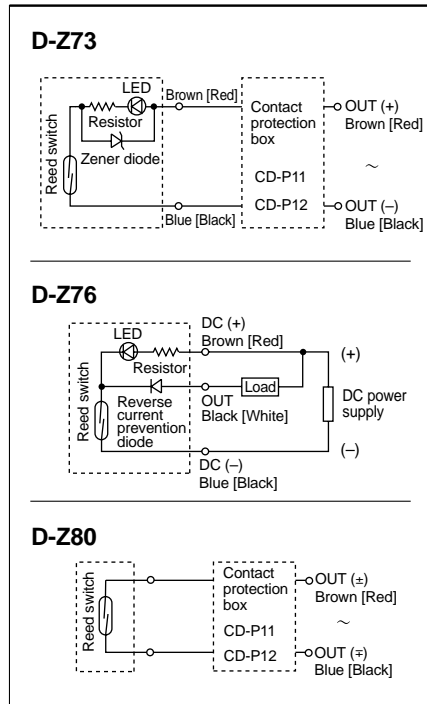 D-Z73
LED
Brown [Red]
Resistor
Zener diode
Reed switch
Blue [Black]
Contact
protection
box
CD-P11
CD-P12
OUT (+)
Brown [Red]
~
OUT (–)
Blue [Black]
D-Z76
LED
Resistor
DC (+)
Brown [Red]
Reed switch
Reverse
current
prevention
diode
OUT
Black [White]
Load
DC (–)
Blue [Black]
(+)
DC power
supply
(–)
D-Z80
Reed switch
Contact
protection
box
CD-P11
CD-P12
OUT (±)
Brown [Red]
~
OUT (∓)
Blue [Black]